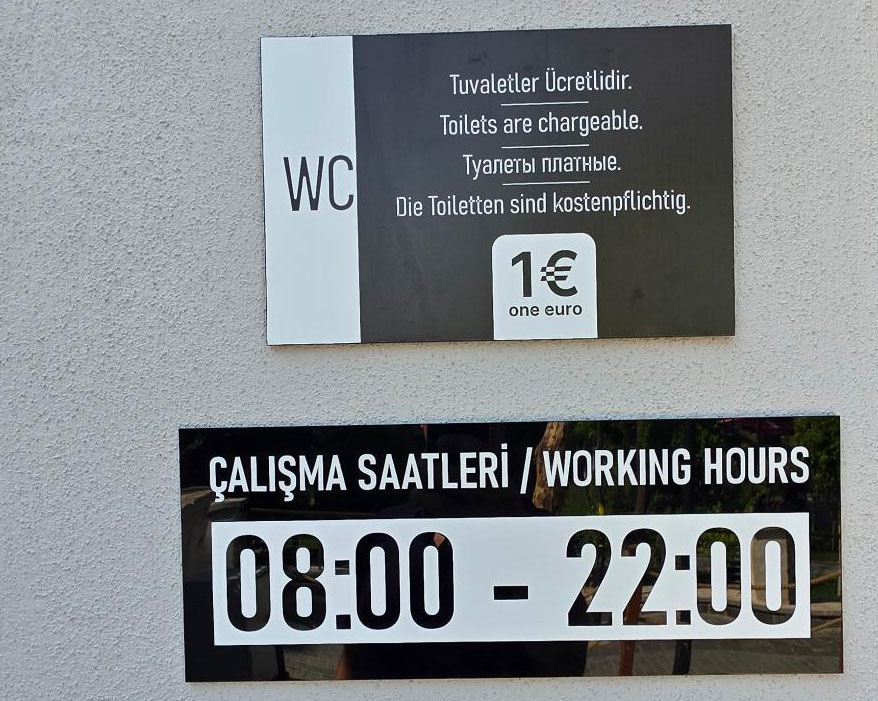 WC
Tuvaletler Ücretlidir.
Toilets are chargeable.
Туалеты платные.
Die Toiletten sind kostenpflichtig.
1€
one euro
ÇALIŞMA SAATLERİ / WORKING HOURS
08:00 - 22:00